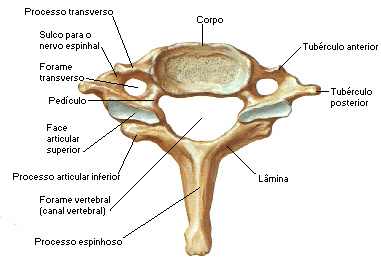 Processo transverso
Corpo
Sulco para o
nervo espinhal
Tubérculo anterior
Forame
transverso
Tubérculo
posterior
Pedículo
Face
articular
superior
Processo articular inferior
Lâmina
Forame vertebral
(canal vertebral)
Processo espinhoso